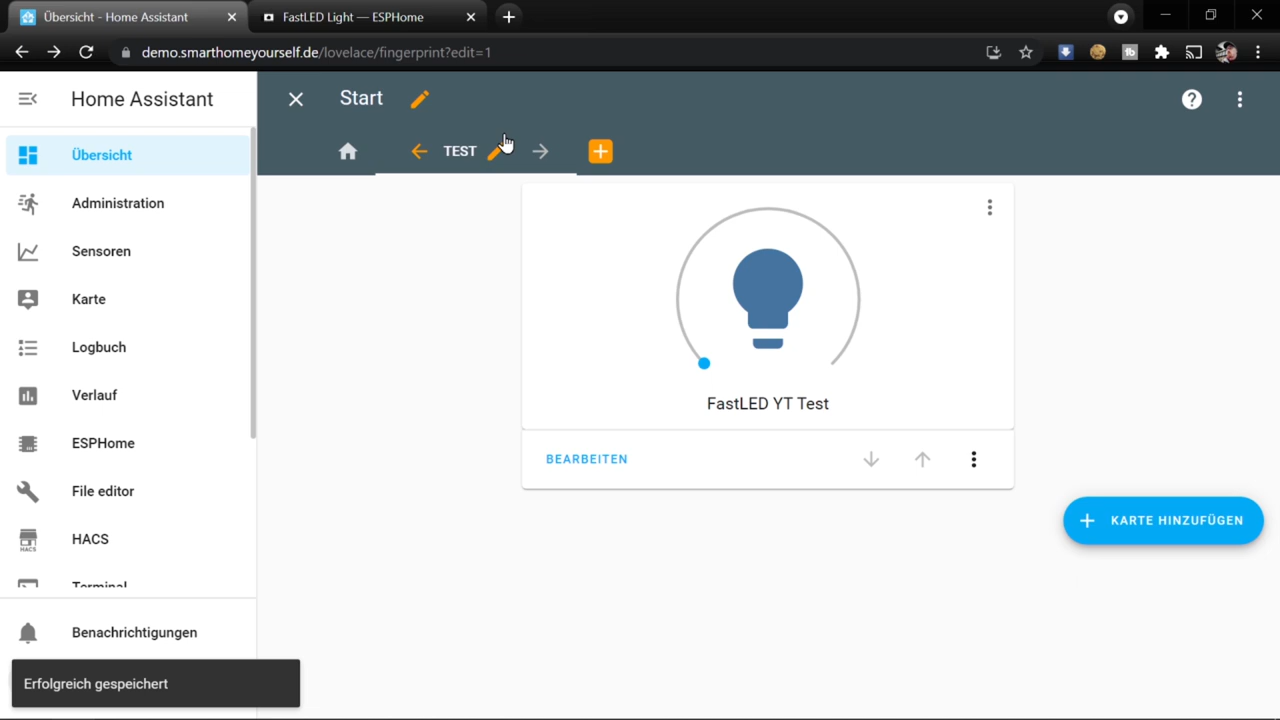 Übersicht - Home Assistant
FastLED Light — ESPHome
demo.smarthomeyourself.de/lovelace/fingerprint?edit=1
Home Assistant
Start
Übersicht
TEST
Administration
Sensoren
Karte
Logbuch
Verlauf
FastLED YT Test
ESPHome
BEARBEITEN
File editor
KARTE HINZUFÜGEN
HACS
HACS
Terminal
Benachrichtigungen
Erfolgreich gespeichert